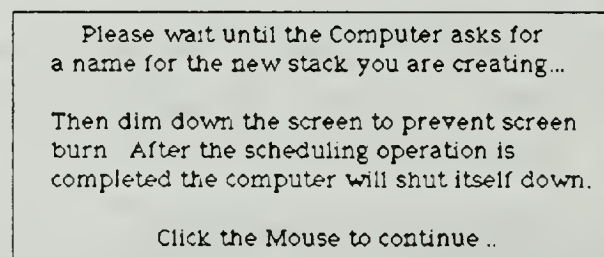 Please wait until the Computer asks for
a name for the new stack you are creating...
Then dim down the screen to prevent screen
burn After the scheduling operation is
completed the computer will shut itself down.
Click the Mouse to continue ..